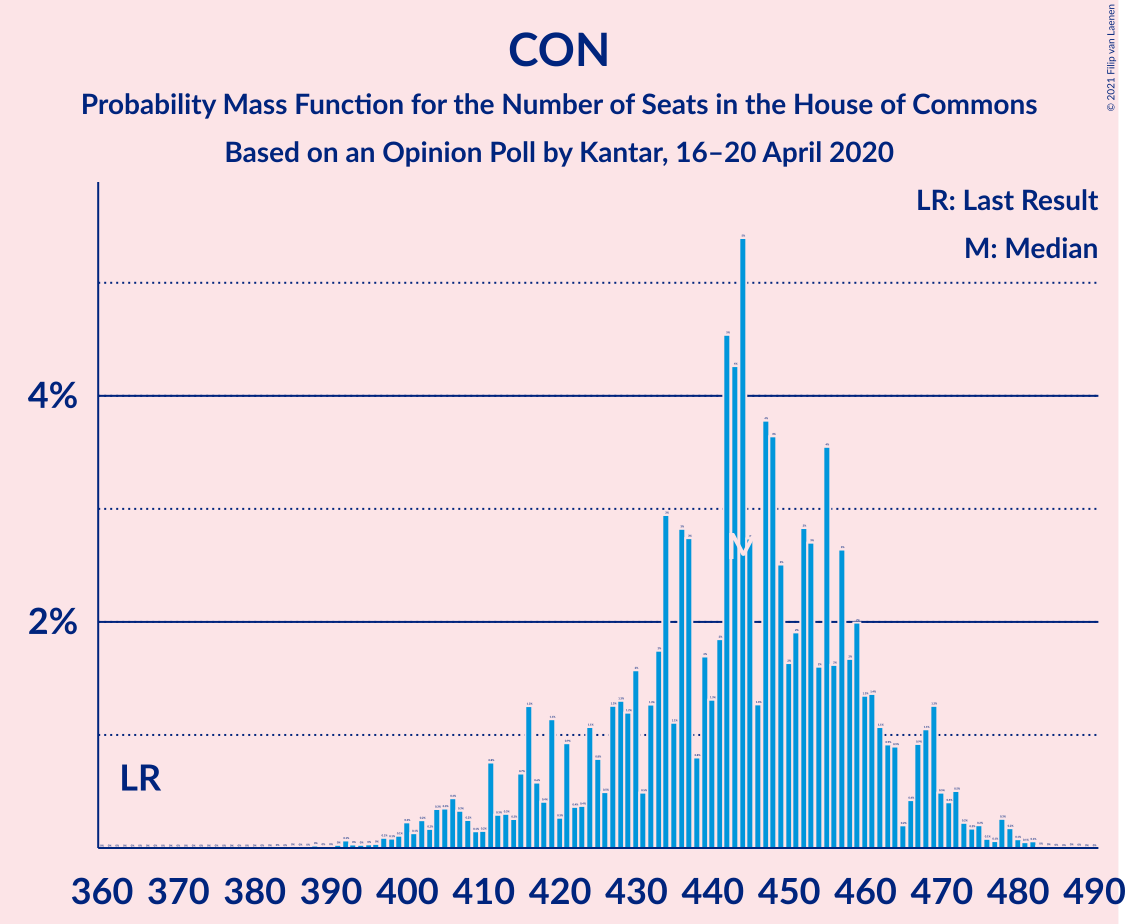 CON
Probability Mass Function for the Number of Seats in the House of Commons
Based on an Opinion Poll by Kantar, 16–20 April 2020
© 2021 Filip van Laenen
LR: Last Result
M: Median
4%
2%
M
LR
360 370 380 390 400 410 420 430 440 450 460 470 480 490